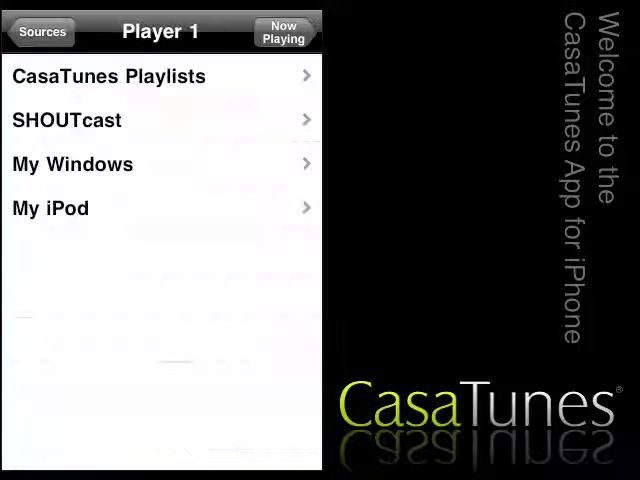 Sources
Player 1
Now
Playing
CasaTunes Playlists
SHOUTcast
My Windows
My iPod
Welcome to the
CasaTunes App for iPhone
CasaTunes®